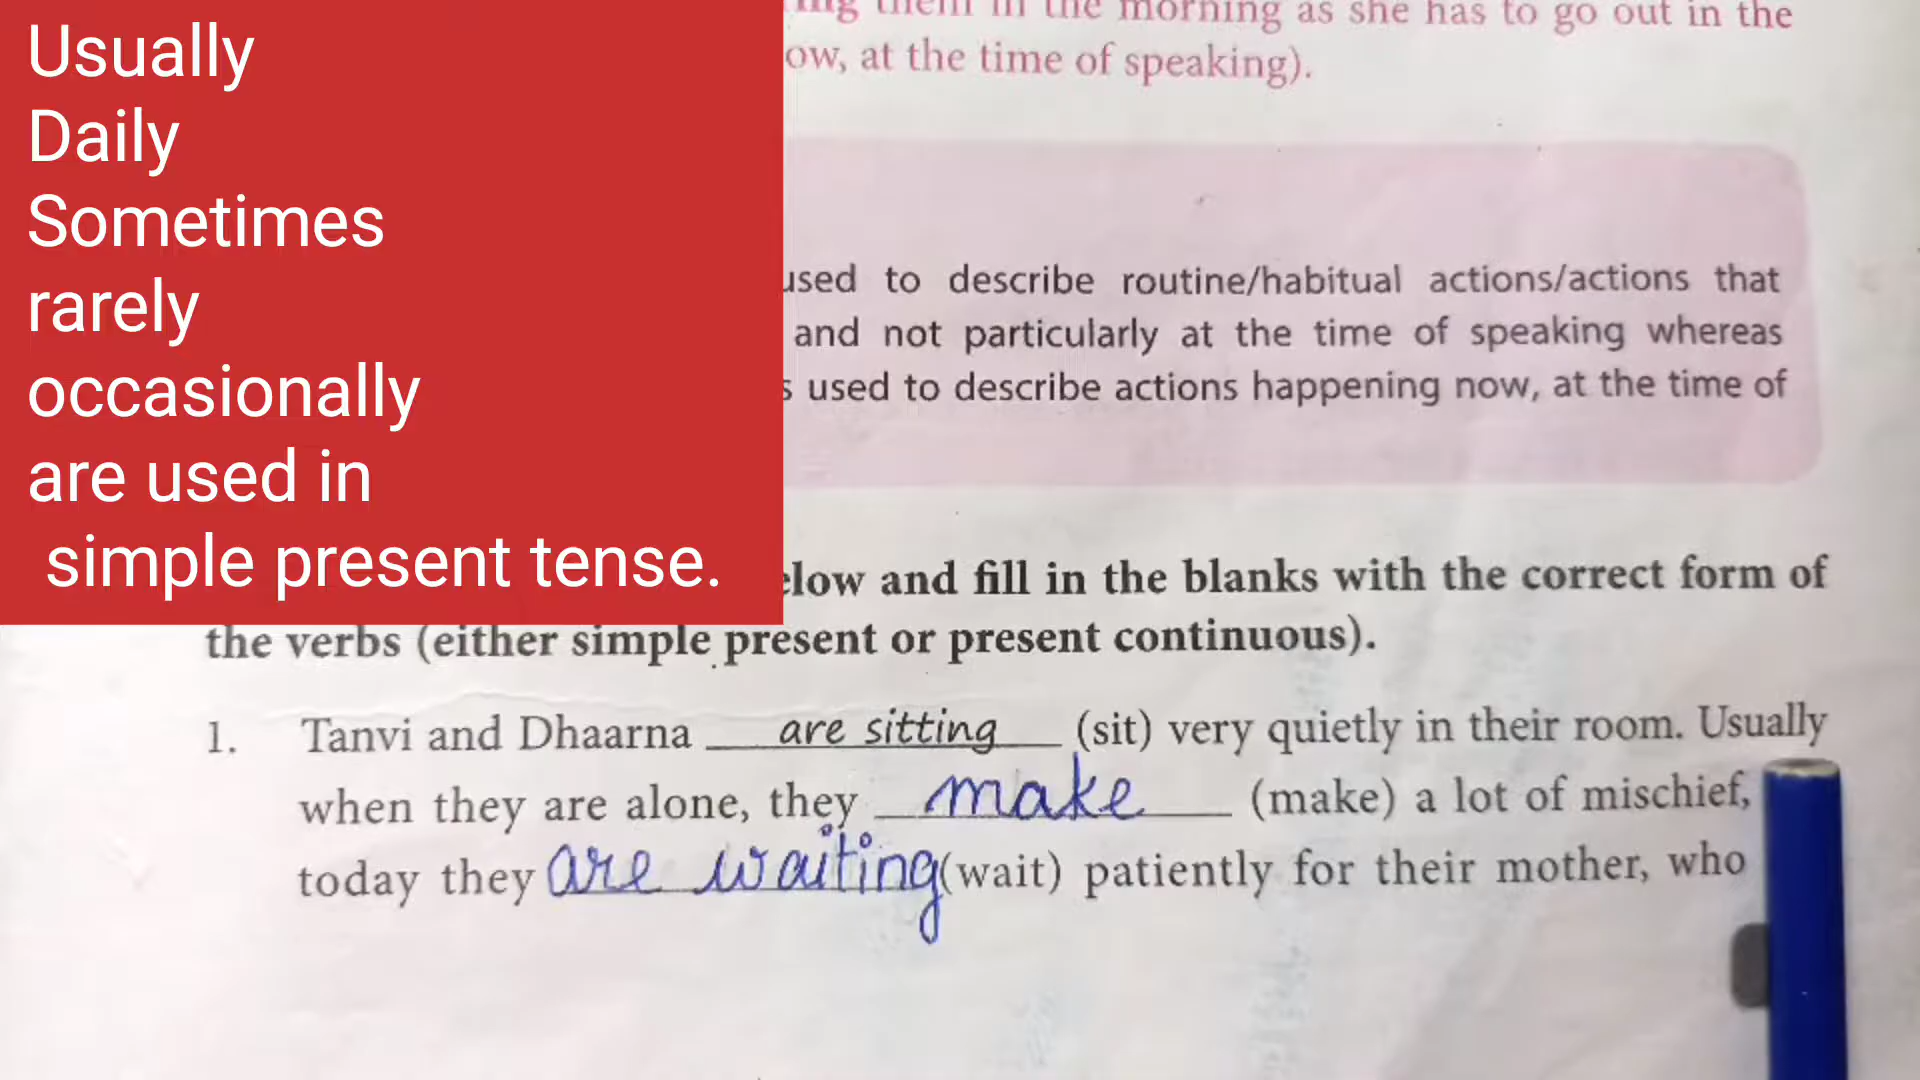 Usually
Daily
Sometimes
rarely
occasionally
are used in
simple present tense.
them in the morning as she has to go out in the
ow, at the time of speaking).
used to describe routine/habitual actions/actions that
and not particularly at the time of speaking whereas
s used to describe actions happening now, at the time of
elow and fill in the blanks with the correct form of
the verbs (either simple present or present continuous).
1. Tanvi and Dhaarna are sitting (sit) very quietly in their room. Usually
when they are alone, they make (make) a lot of mischief,
today they are waiting (wait) patiently for their mother, who